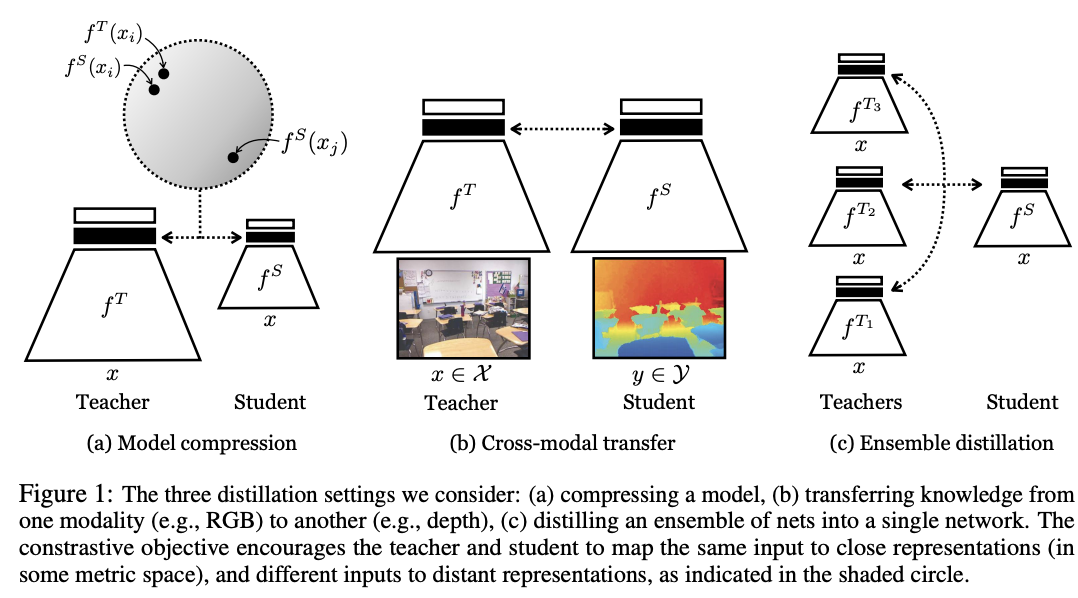 f^T(x_i)
f^S(x_i)
f^S(x_j)
f^T
f^S
x
x
Teacher
Student
(a) Model compression
f^T
f^S
x ∈ 𝒳
y ∈ 𝒴
Teacher
Student
(b) Cross-modal transfer
f^{T_3}
x
f^{T_2}
f^S
x
x
f^{T_1}
x
Teachers
Student
(c) Ensemble distillation
Figure 1: The three distillation settings we consider: (a) compressing a model, (b) transferring knowledge from
one modality (e.g., RGB) to another (e.g., depth), (c) distilling an ensemble of nets into a single network. The
constrastive objective encourages the teacher and student to map the same input to close representations (in
some metric space), and different inputs to distant representations, as indicated in the shaded circle.